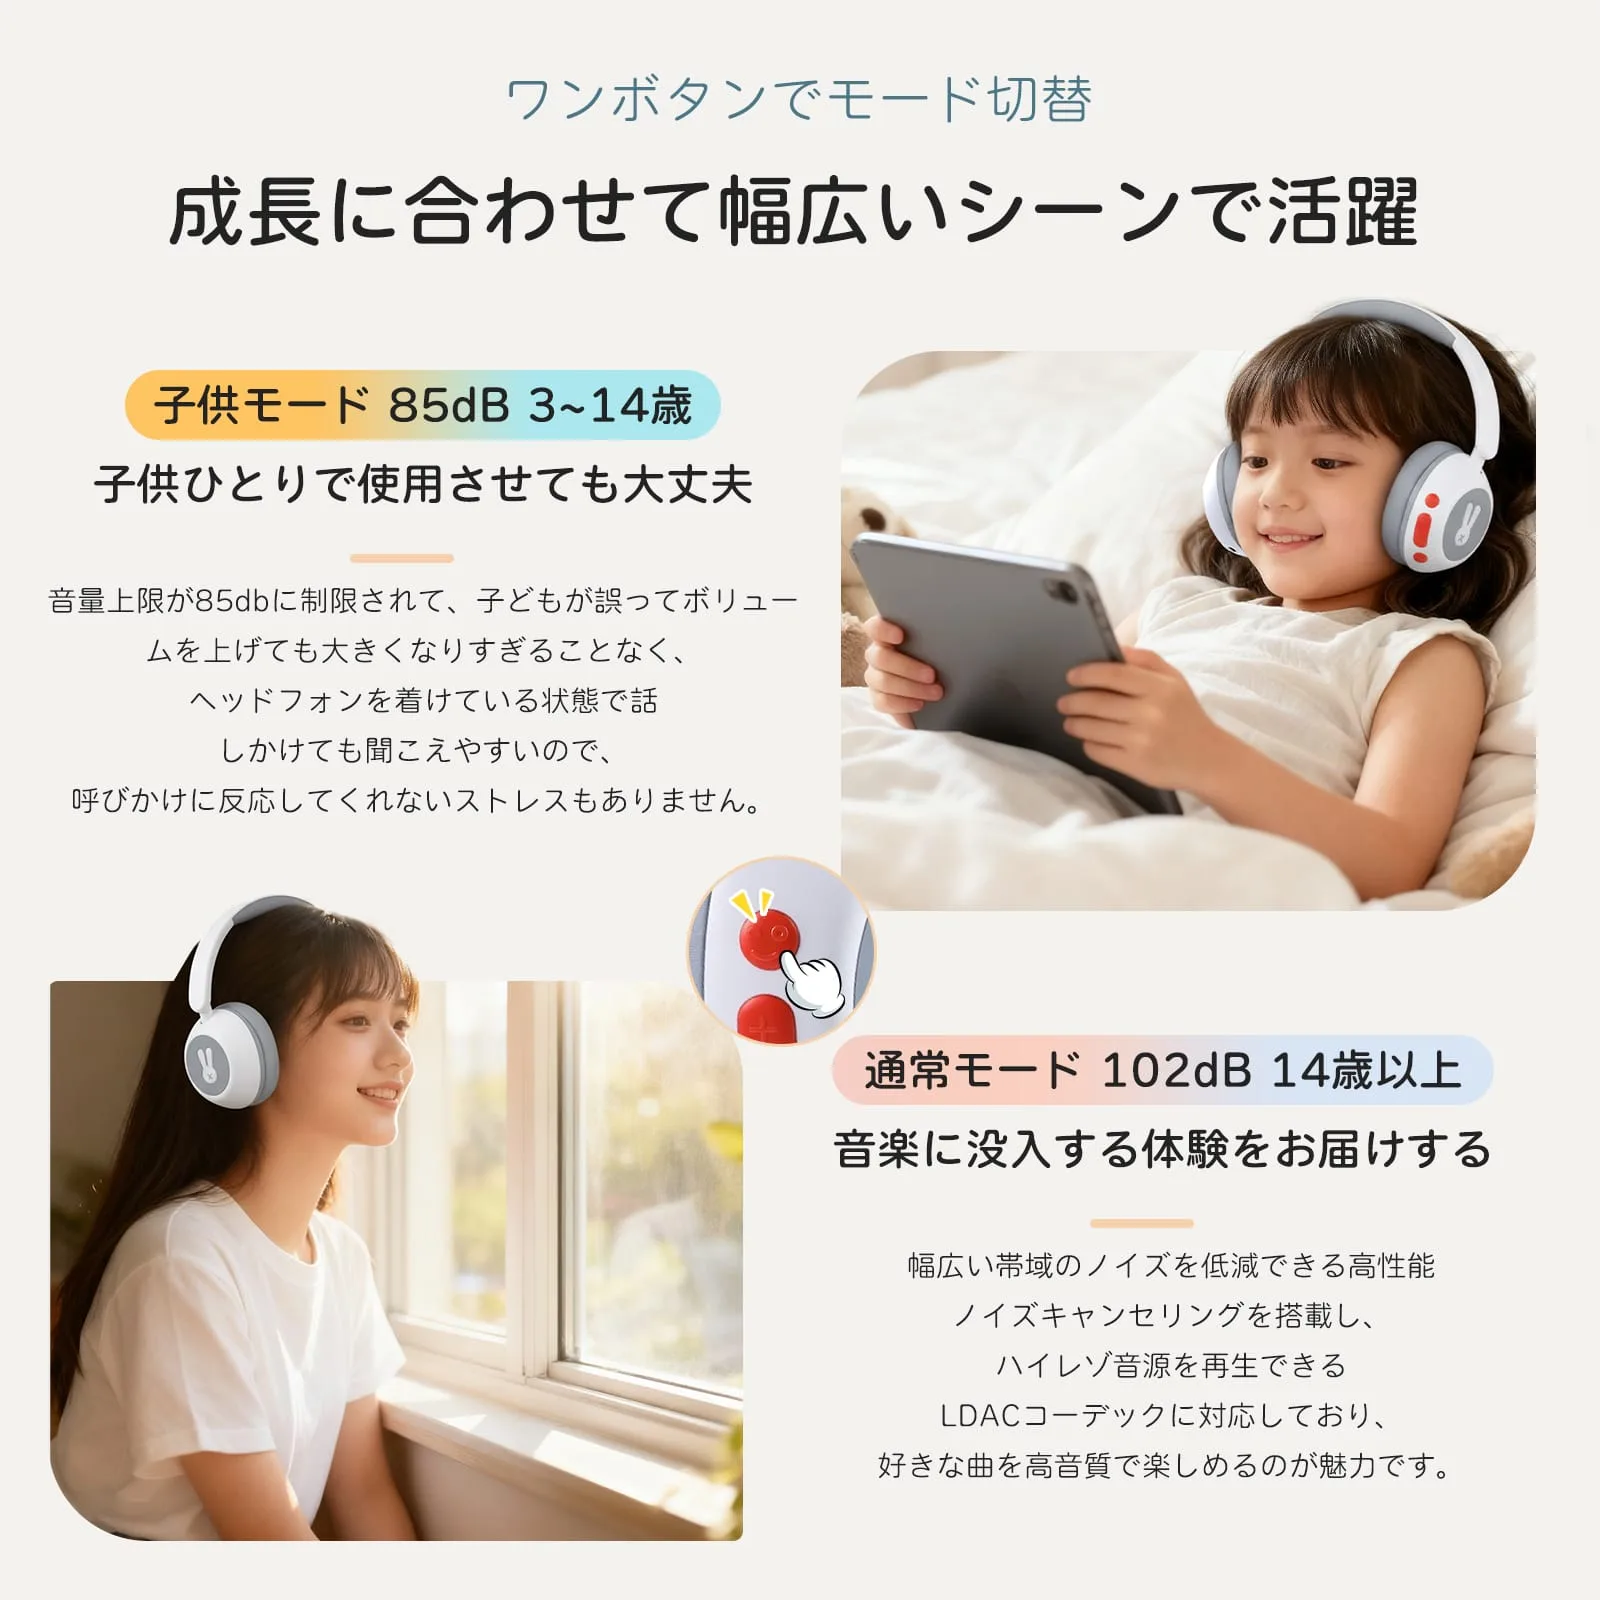 ワンボタンでモード切替
成長に合わせて幅広いシーンで活躍
子供モード 85dB 3~14歳
子供ひとりで使用させても大丈夫
音量上限が85dbに制限されて、子どもが誤ってボリュー
ムを上げても大きくなりすぎることなく、
ヘッドフォンを着けている状態で話
しかけても聞こえやすいので、
呼びかけに反応してくれないストレスもありません。
通常モード 102dB 14歳以上
音楽に没入する体験をお届けする
幅広い帯域のノイズを低減できる高性能
ノイズキャンセリングを搭載し、
ハイレゾ音源を再生できる
LDACコーデックに対応しており、
好きな曲を高音質で楽しめるのが魅力です。